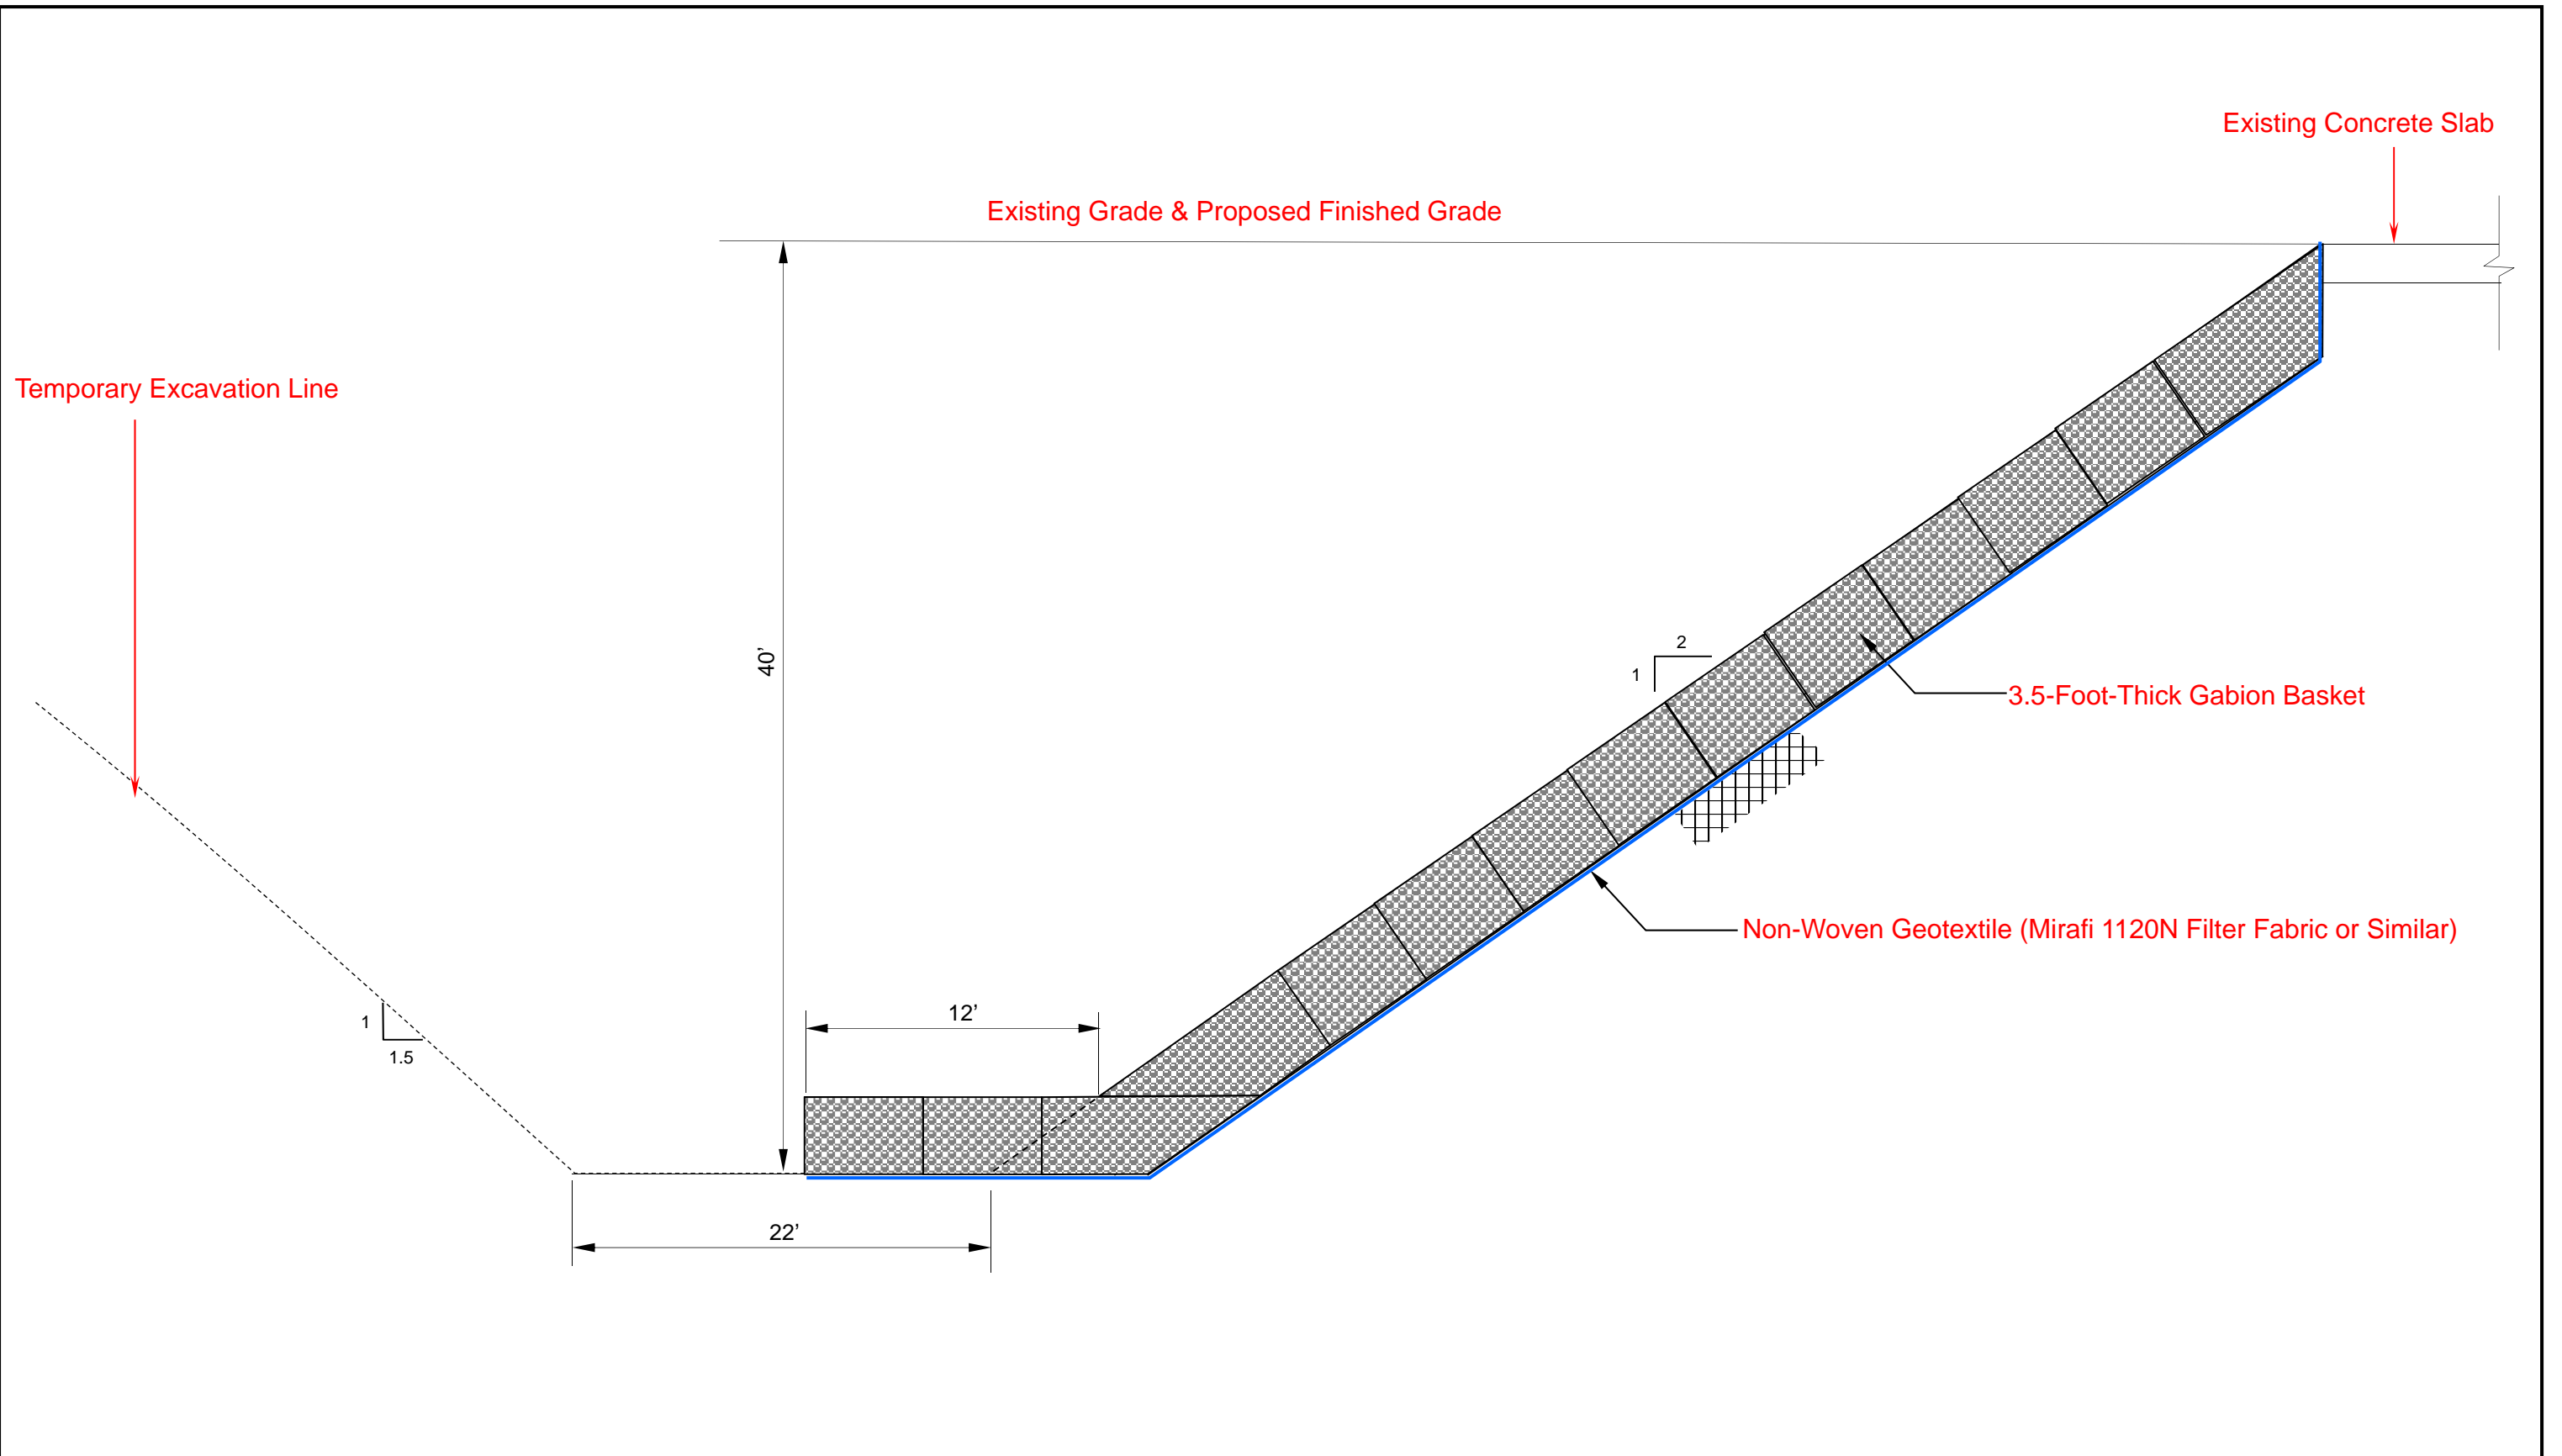 Existing Concrete Slab
Existing Grade & Proposed Finished Grade
Temporary Excavation Line
40’
2
1
3.5-Foot-Thick Gabion Basket
Non-Woven Geotextile (Mirafi 1120N Filter Fabric or Similar)
12’
1
1.5
22’